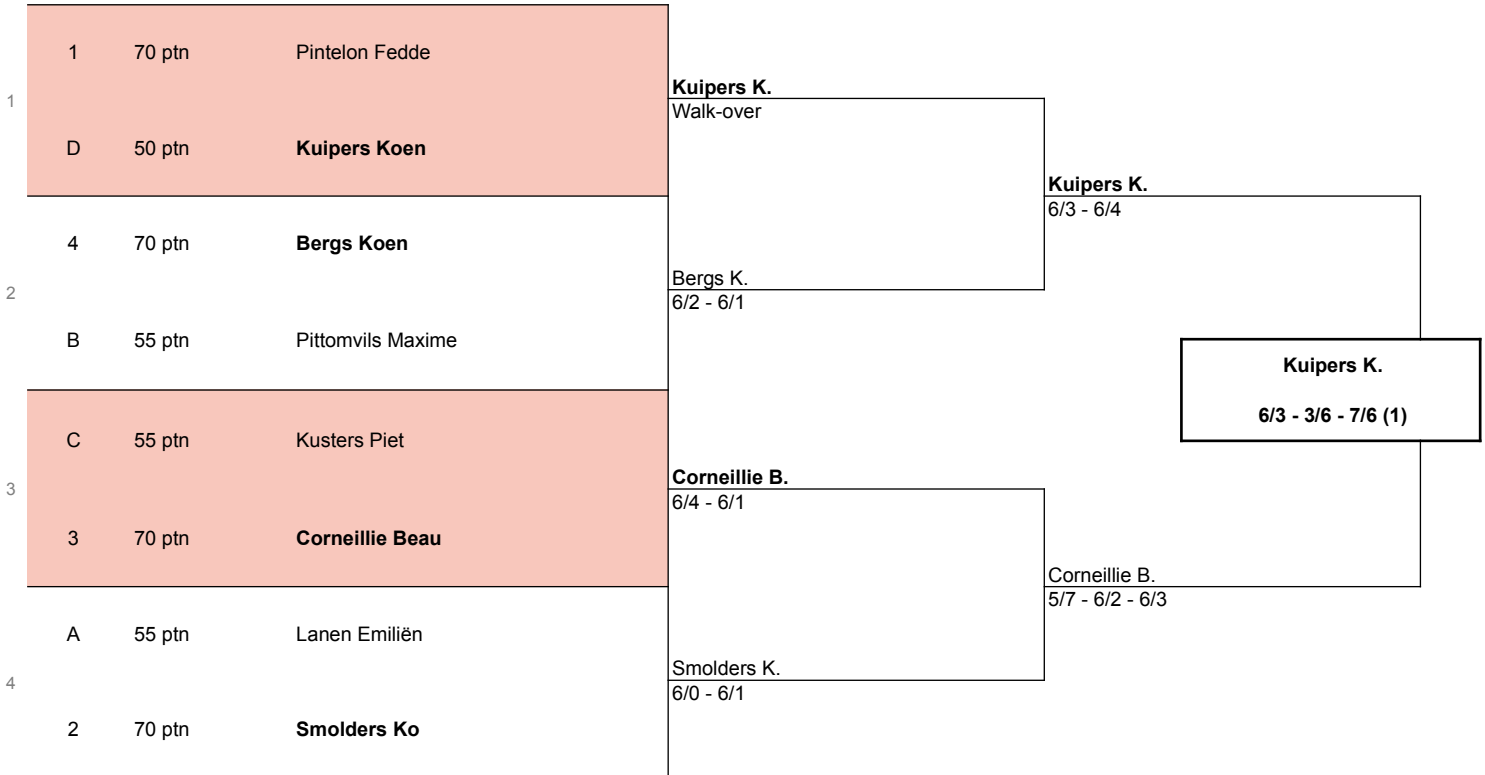 1 70 ptn Pintelon Fedde
Kuipers K.
1
Walk-over
D 50 ptn Kuipers Koen
Kuipers K.
6/3 - 6/4
4 70 ptn Bergs Koen
Bergs K.
2
6/2 - 6/1
B 55 ptn Pittomvils Maxime
Kuipers K.
6/3 - 3/6 - 7/6 (1)
C 55 ptn Kusters Piet
Corneillie B.
3
6/4 - 6/1
3 70 ptn Corneillie Beau
Corneillie B.
5/7 - 6/2 - 6/3
A 55 ptn Lanen Emiliën
Smolders K.
4
6/0 - 6/1
2 70 ptn Smolders Ko